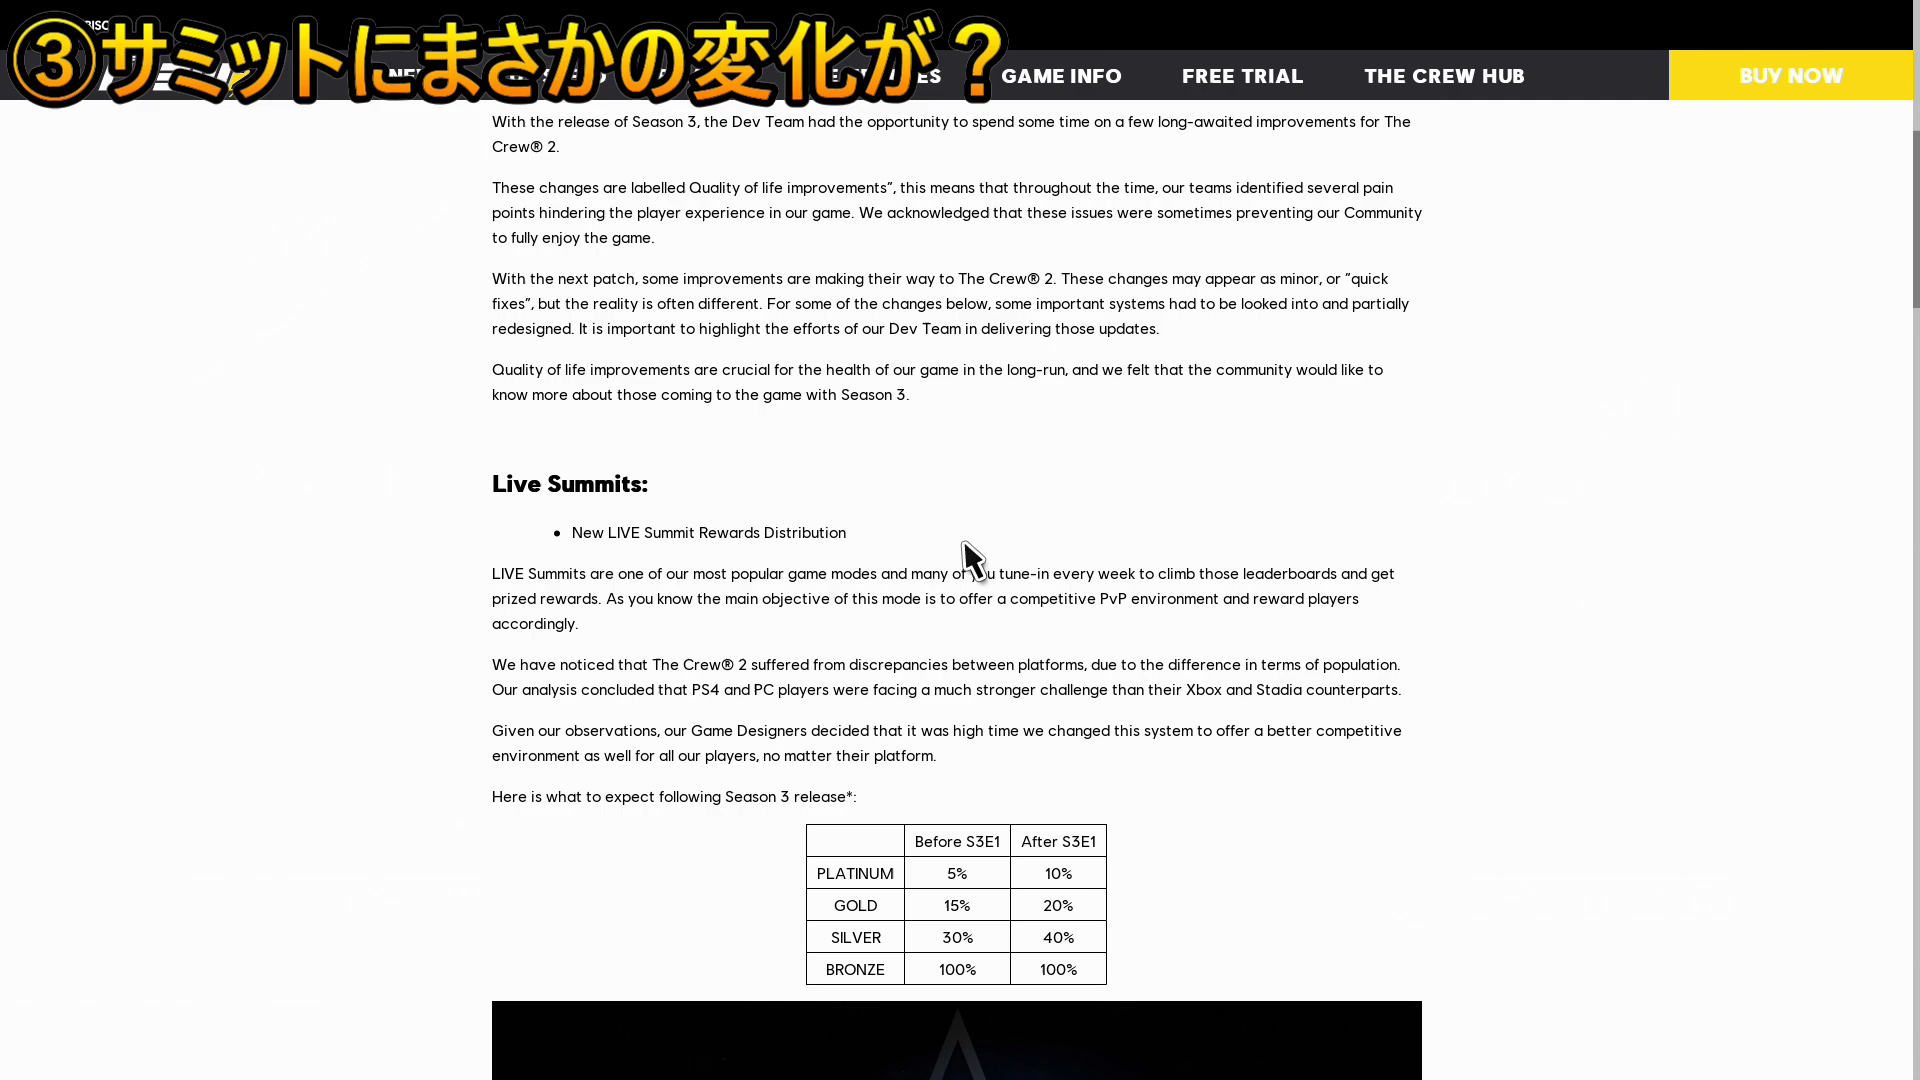 ③サミットにまさかの変化が？
GAME INFO
FREE TRIAL
THE CREW HUB
BUY NOW
With the release of Season 3, the Dev Team had the opportunity to spend some time on a few long-awaited improvements for The
Crew® 2.
These changes are labelled Quality of life improvements”, this means that throughout the time, our teams identified several pain
points hindering the player experience in our game. We acknowledged that these issues were sometimes preventing our Community
to fully enjoy the game.
With the next patch, some improvements are making their way to The Crew® 2. These changes may appear as minor, or “quick
fixes”, but the reality is often different. For some of the changes below, some important systems had to be looked into and partially
redesigned. It is important to highlight the efforts of our Dev Team in delivering those updates.
Quality of life improvements are crucial for the health of our game in the long-run, and we felt that the community would like to
know more about those coming to the game with Season 3.
Live Summits:
• New LIVE Summit Rewards Distribution
LIVE Summits are one of our most popular game modes and many of you tune-in every week to climb those leaderboards and get
prized rewards. As you know the main objective of this mode is to offer a competitive PvP environment and reward players
accordingly.
We have noticed that The Crew® 2 suffered from discrepancies between platforms, due to the difference in terms of population.
Our analysis concluded that PS4 and PC players were facing a much stronger challenge than their Xbox and Stadia counterparts.
Given our observations, our Game Designers decided that it was high time we changed this system to offer a better competitive
environment as well for all our players, no matter their platform.
Here is what to expect following Season 3 release*:
Before S3E1 After S3E1
PLATINUM 5% 10%
GOLD 15% 20%
SILVER 30% 40%
BRONZE 100% 100%